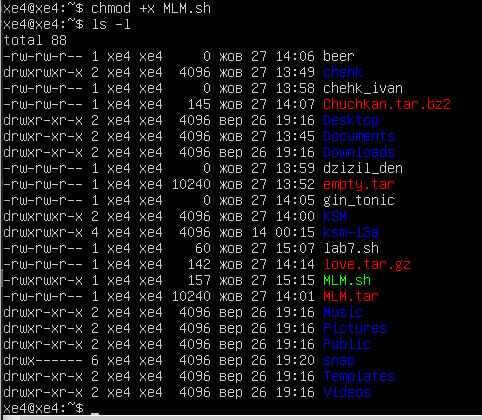 xe4@xe4:~$ chmod +x MLM.sh
xe4@xe4:~$ ls -l
total 88
-rw-rw-r-- 1 xe4 xe4     0 жов 27 14:06 beer
drwxrwxr-x 2 xe4 xe4  4096 жов 27 13:49 chehk
-rw-rw-r-- 1 xe4 xe4     0 жов 27 13:58 chehk_ivan
-rw-rw-r-- 1 xe4 xe4   145 жов 27 14:07 Chuchkan.tar.bz2
drwxr-xr-x 2 xe4 xe4  4096 вер 26 19:16 Desktop
drwxr-xr-x 2 xe4 xe4  4096 жов 27 13:45 Documents
drwxr-xr-x 2 xe4 xe4  4096 вер 26 19:16 Downloads
-rw-rw-r-- 1 xe4 xe4     0 жов 27 13:59 dzizil_den
-rw-rw-r-- 1 xe4 xe4 10240 жов 27 13:52 empty.tar
-rw-rw-r-- 1 xe4 xe4     0 жов 27 14:05 gin_tonic
drwxrwxr-x 2 xe4 xe4  4096 жов 27 14:00 KSM
drwxrwxr-x 4 xe4 xe4  4096 жов 14 00:15 ksm-13a
-rw-rw-r-- 1 xe4 xe4    60 жов 27 15:07 lab7.sh
-rw-rw-r-- 1 xe4 xe4   142 жов 27 14:14 love.tar.gz
-rwxrwxr-x 1 xe4 xe4   157 жов 27 15:15 MLM.sh
-rw-rw-r-- 1 xe4 xe4 10240 жов 27 14:01 MLM.tar
drwxr-xr-x 2 xe4 xe4  4096 вер 26 19:16 Music
drwxr-xr-x 2 xe4 xe4  4096 вер 26 19:16 Pictures
drwxr-xr-x 2 xe4 xe4  4096 вер 26 19:16 Public
drwx------ 6 xe4 xe4  4096 вер 26 19:20 snap
drwxr-xr-x 2 xe4 xe4  4096 вер 26 19:16 Templates
drwxr-xr-x 2 xe4 xe4  4096 вер 26 19:16 Videos
xe4@xe4:~$ _